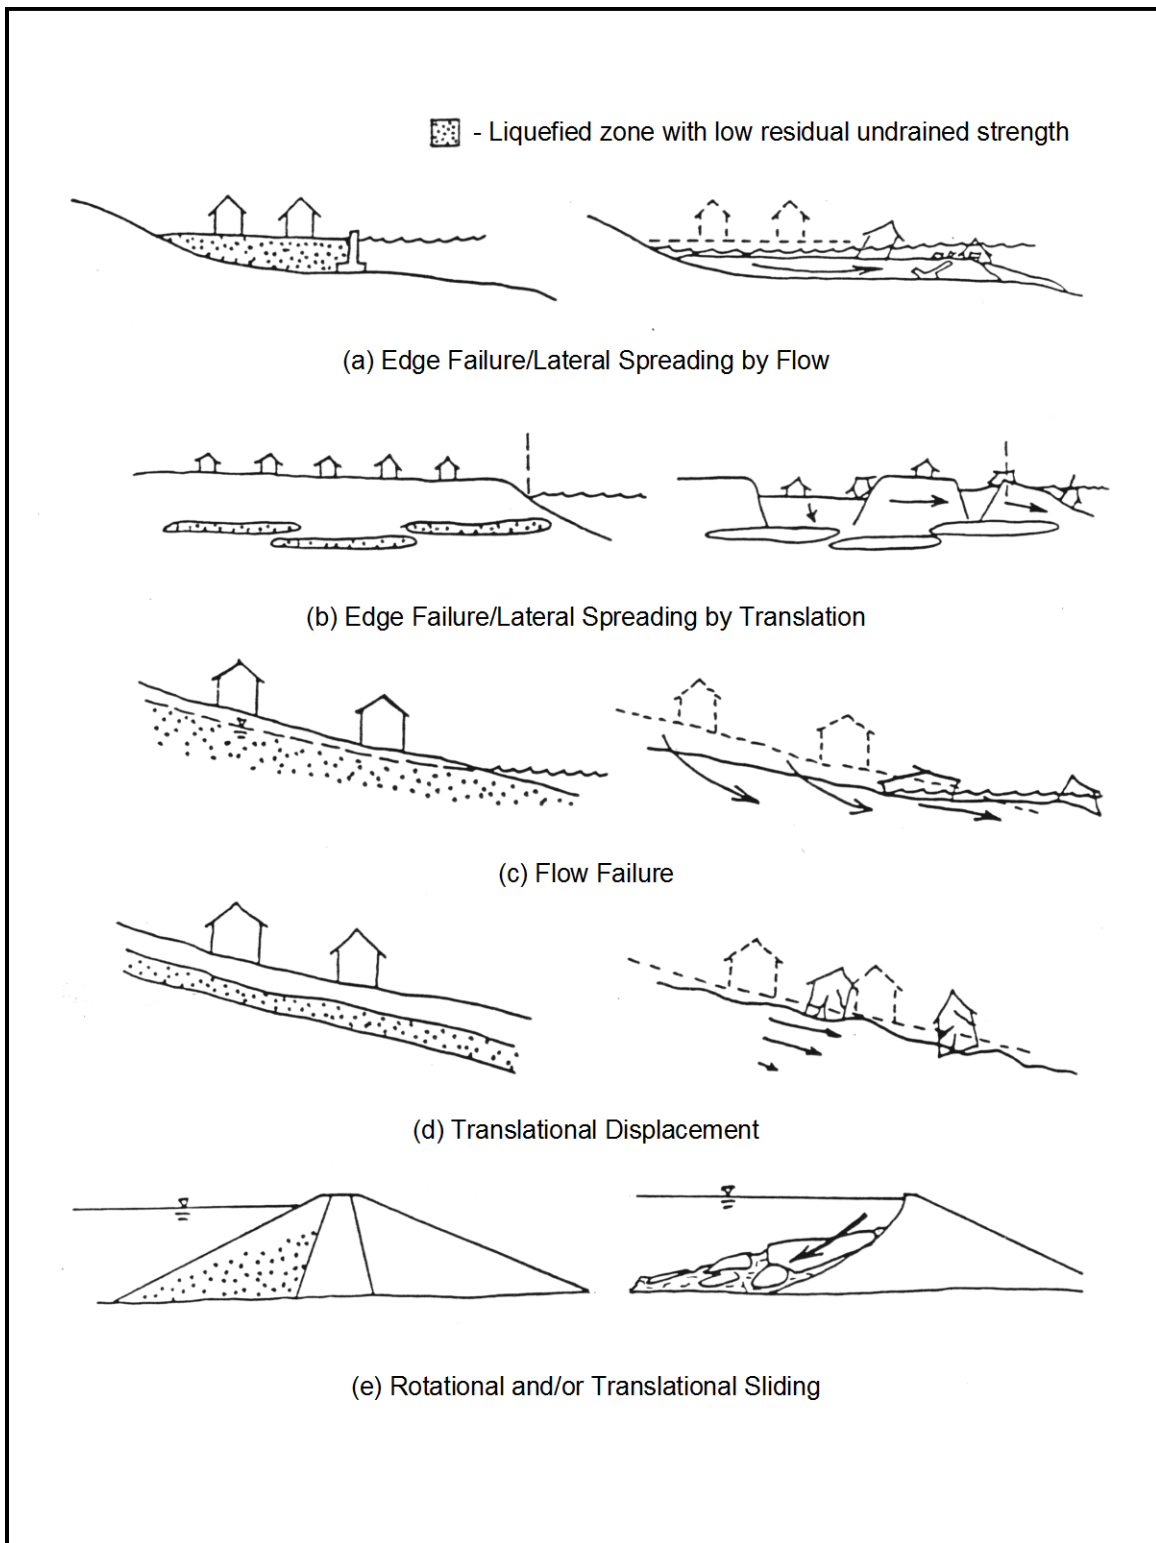 - Liquefied zone with low residual undrained strength
(a) Edge Failure/Lateral Spreading by Flow
(b) Edge Failure/Lateral Spreading by Translation
(c) Flow Failure
(d) Translational Displacement
(e) Rotational and/or Translational Sliding